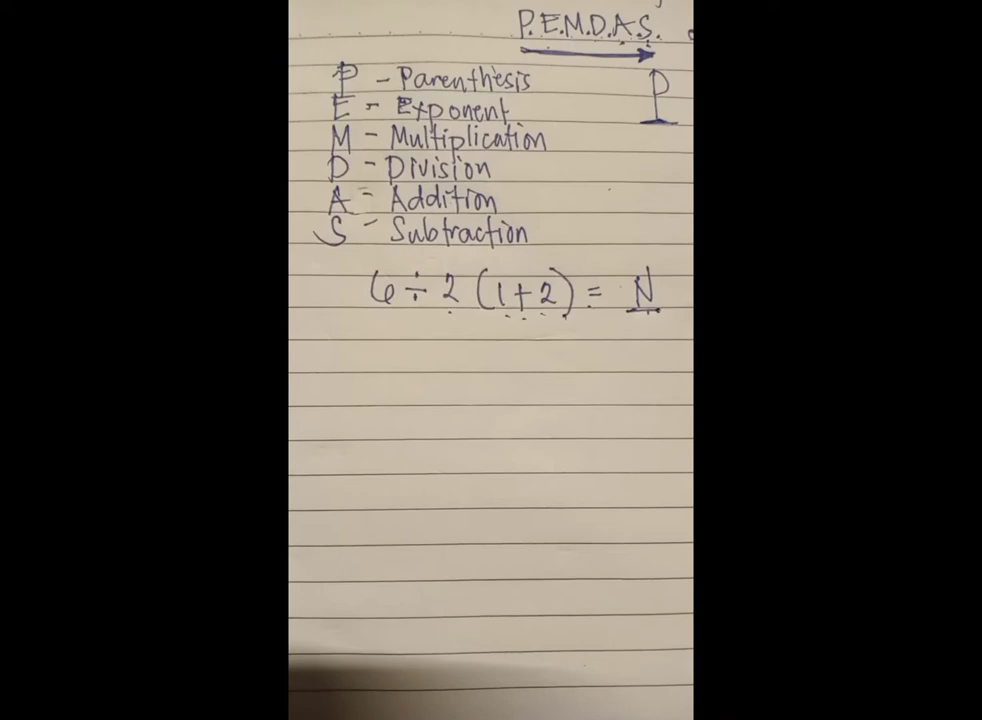 P.E.M.D.A.S.
P - Parenthesis
P
E - Exponent
M - Multiplication
D - Division
A - Addition
S - Subtraction
6 ÷ 2 (1+2) = N